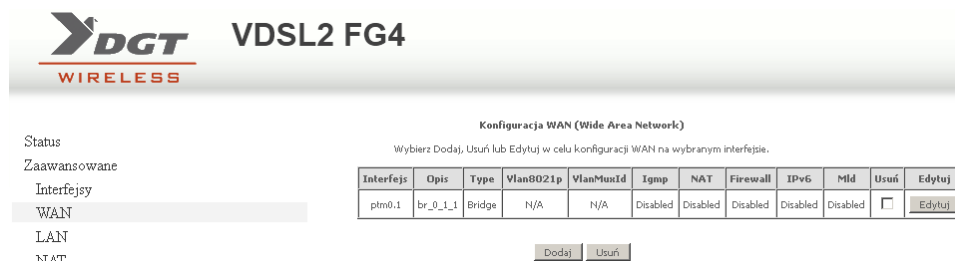 DGT
WIRELESS
VDSL2 FG4
Status
Zaawansowane
Interfejsy
WAN
LAN
NAT
Konfiguracja WAN (Wide Area Network)
Wybierz Dodaj, Usuń lub Edytuj w celu konfiguracji WAN na wybranym interfejsie.
Interfejs Opis Type Vlan8021p VlanMuxId Igmp NAT Firewall IPv6 Mld Usuń Edytuj
ptm0.1 br_0_1_1 Bridge N/A N/A Disabled Disabled Disabled Disabled Disabled Edytuj
Dodaj Usuń